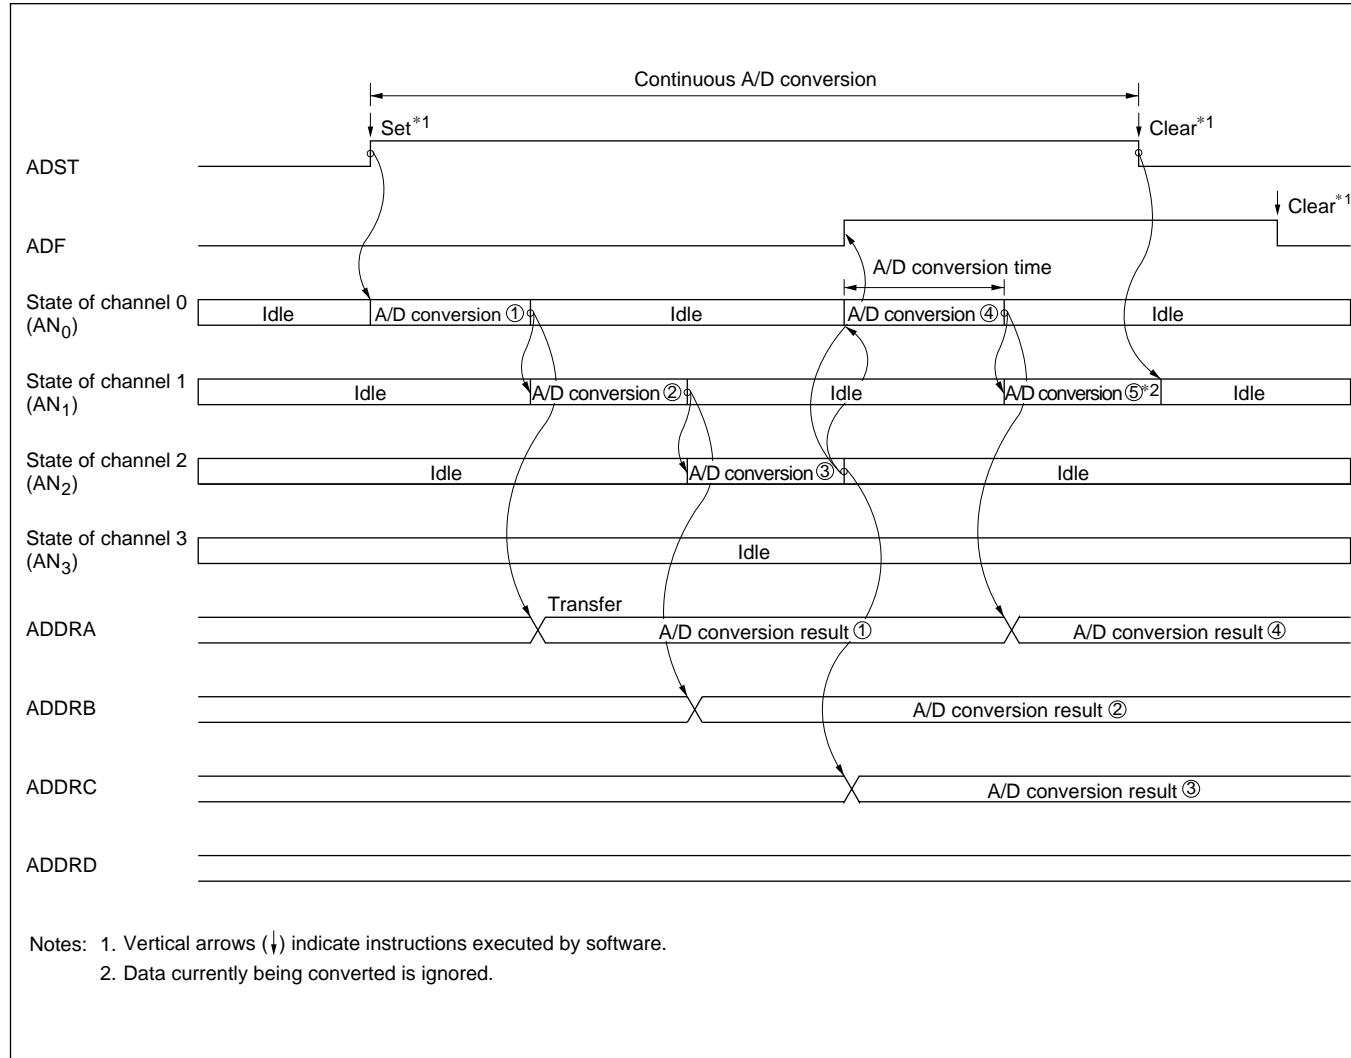 Continuous A/D conversion
Set*1
Clear*1
ADST
Clear*1
ADF
A/D conversion time
State of channel 0
(AN0)
Idle
A/D conversion ①
Idle
A/D conversion ④
Idle
State of channel 1
(AN1)
Idle
A/D conversion ②
Idle
A/D conversion ⑤*2
Idle
State of channel 2
(AN2)
Idle
A/D conversion ③
Idle
State of channel 3
(AN3)
Idle
Transfer
ADDRA
A/D conversion result ①
A/D conversion result ④
ADDRB
A/D conversion result ②
ADDRC
A/D conversion result ③
ADDRD
Notes: 1. Vertical arrows (↓) indicate instructions executed by software.
2. Data currently being converted is ignored.